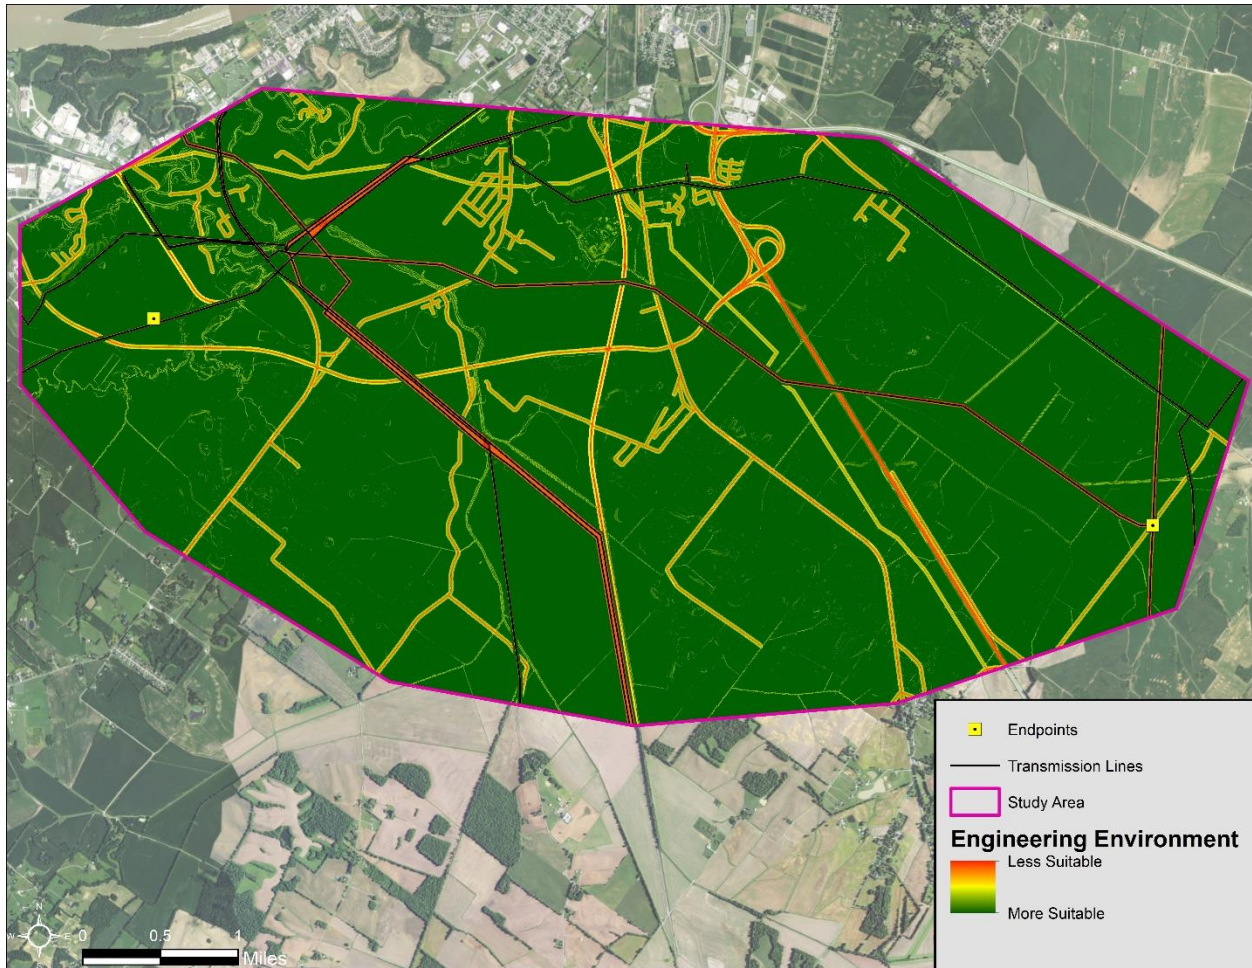 Endpoints
Transmission Lines
Study Area
Engineering Environment
Less Suitable
More Suitable
N
W
E
S
0
0.5
1
Miles